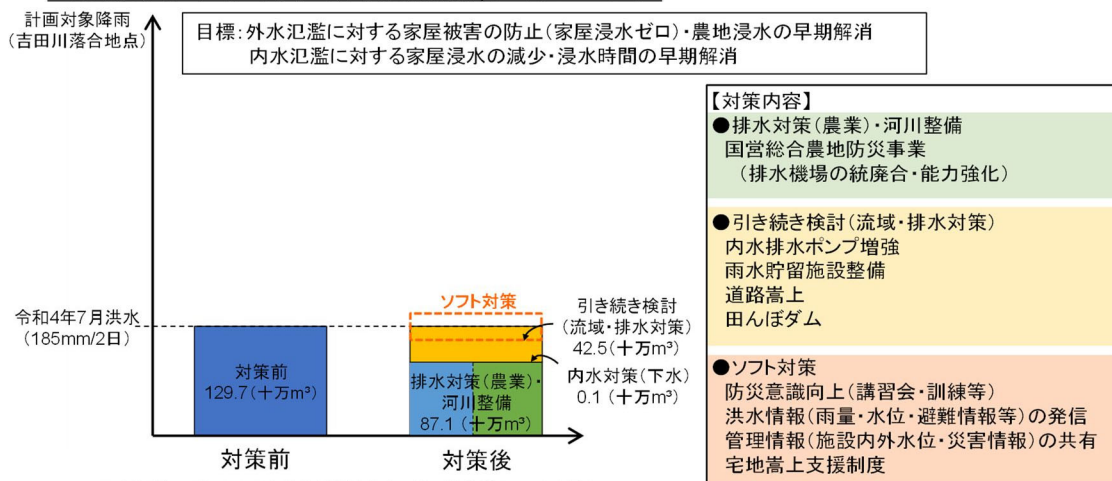 計画対象降雨
(吉田川落合地点)
目標:外水氾濫に対する家屋被害の防止(家屋浸水ゼロ)・農地浸水の早期解消
内水氾濫に対する家屋浸水の減少・浸水時間の早期解消
令和4年7月洪水
(185mm/2日)
対策前
129.7(十万m³)
ソフト対策
引き続き検討
(流域・排水対策)
42.5(十万m³)
内水対策(下水)
0.1(十万m³)
排水対策(農業)・
河川整備
87.1(十万m³)
対策前
対策後
【対策内容】
●排水対策(農業)・河川整備
国営総合農地防災事業
(排水機場の統廃合・能力強化)
●引き続き検討(流域・排水対策)
内水排水ポンプ増強
雨水貯留施設整備
道路嵩上
田んぼダム
●ソフト対策
防災意識向上(講習会・訓練等)
洪水情報(雨量・水位・避難情報等)の発信
管理情報(施設内外水位・災害情報)の共有
宅地嵩上支援制度